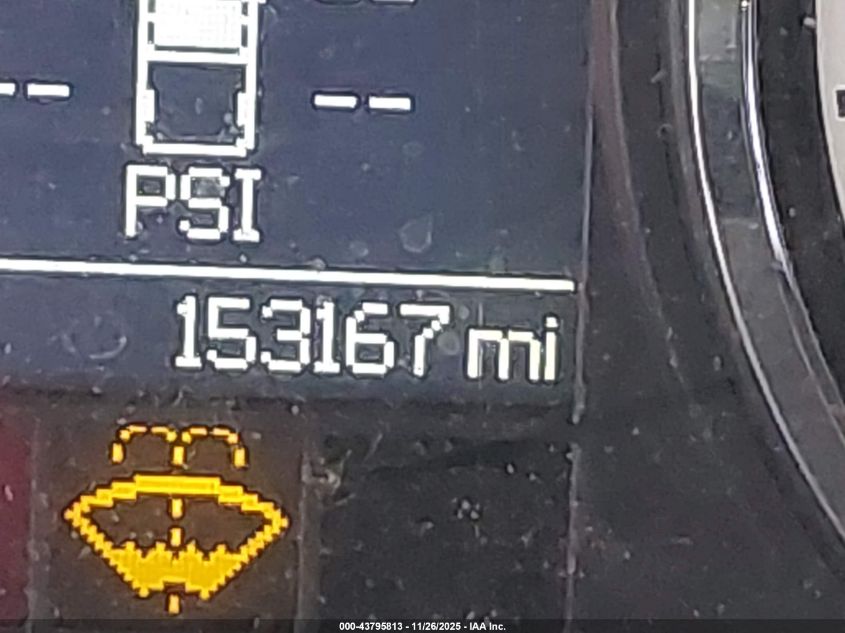 -- --
PSI
153167 mi
000-43795813 - 11/26/2025 - IAA Inc.